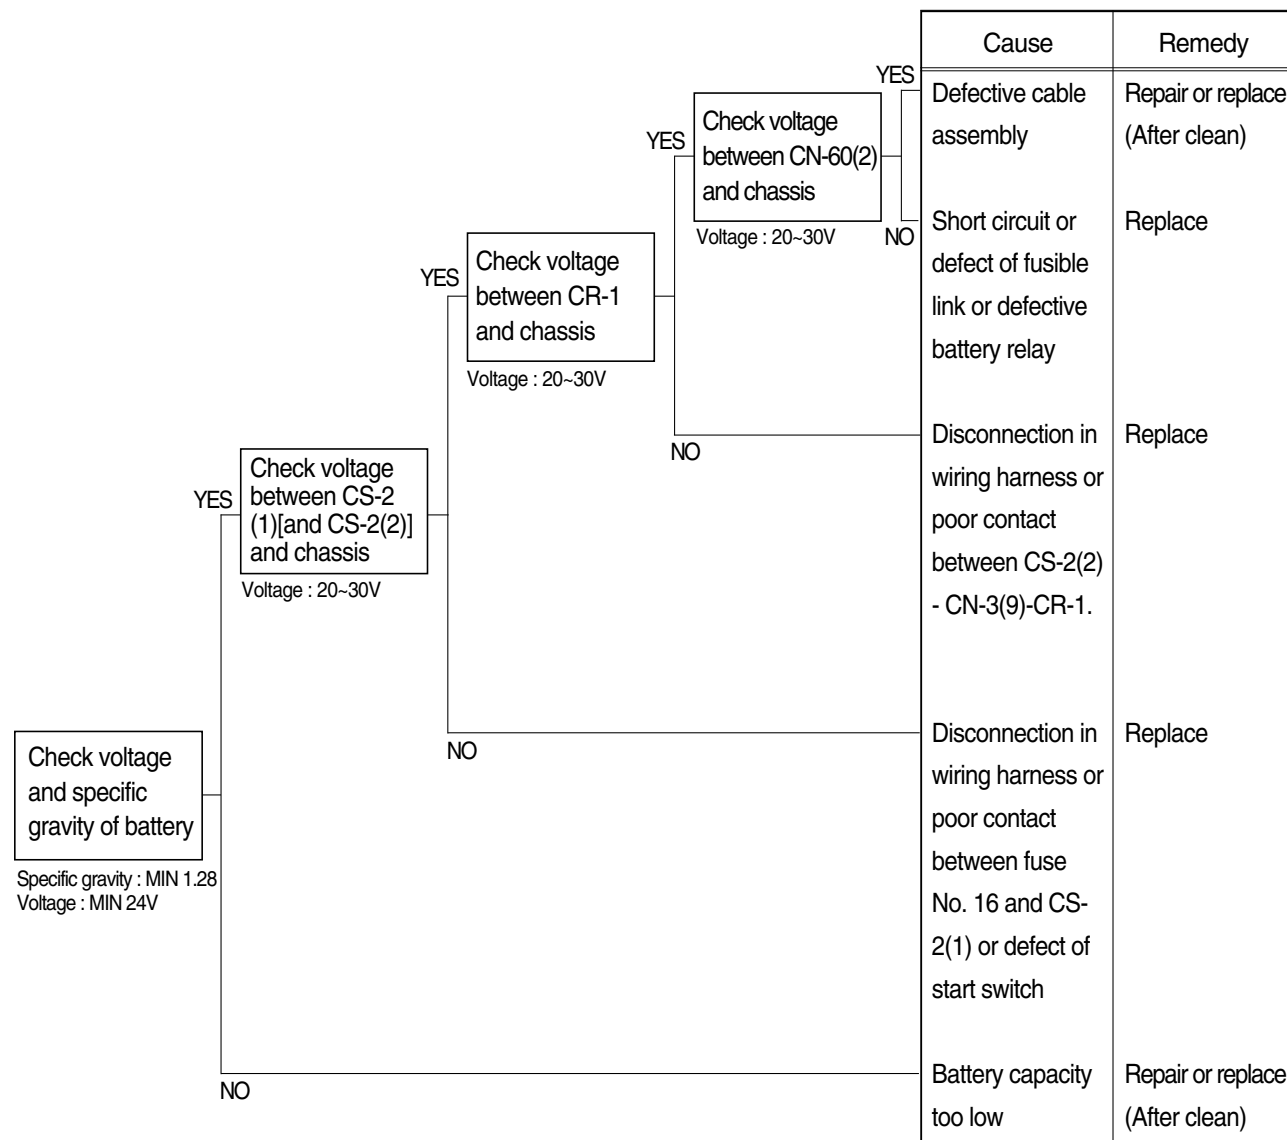 Cause
Remedy
YES
Defective cable
assembly
Repair or replace
(After clean)
YES
Check voltage
between CN-60(2)
and chassis
Voltage : 20~30V
NO
Short circuit or
defect of fusible
link or defective
battery relay
Replace
YES
Check voltage
between CR-1
and chassis
Voltage : 20~30V
NO
Disconnection in
wiring harness or
poor contact
between CS-2(2)
- CN-3(9)-CR-1.
Replace
YES
Check voltage
between CS-2
(1)[and CS-2(2)]
and chassis
Voltage : 20~30V
NO
Disconnection in
wiring harness or
poor contact
between fuse
No. 16 and CS-
2(1) or defect of
start switch
Replace
Check voltage
and specific
gravity of battery
Specific gravity : MIN 1.28
Voltage : MIN 24V
NO
Battery capacity
too low
Repair or replace
(After clean)